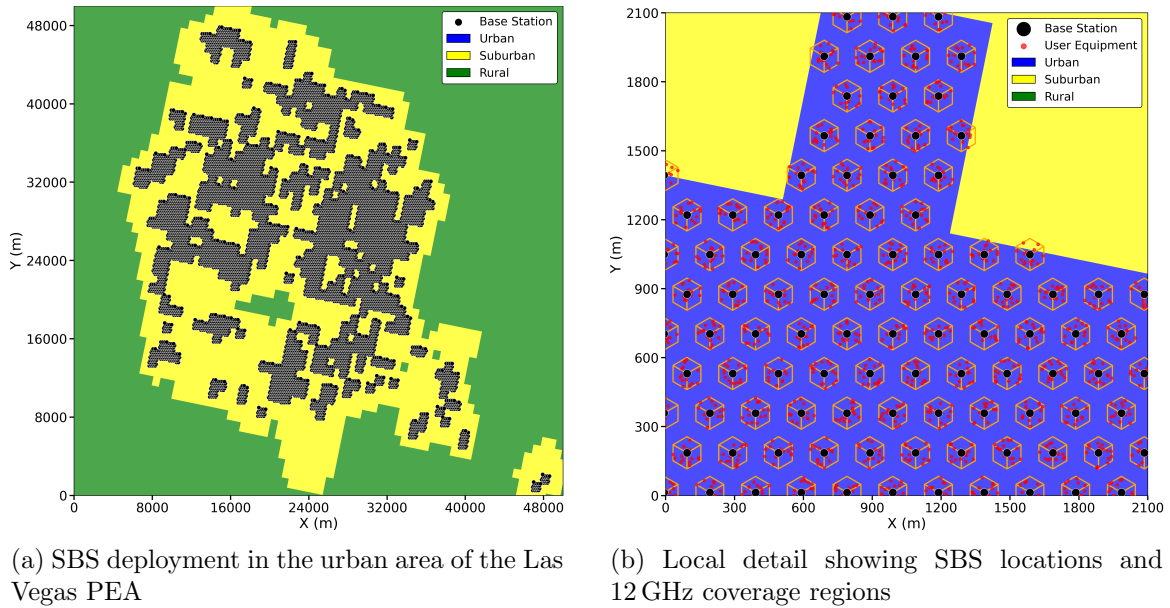 48000
40000
32000
24000
16000
8000
0
Y (m)
0 8000 16000 24000 32000 40000 48000
X (m)
Base Station
Urban
Suburban
Rural
(a) SBS deployment in the urban area of the Las
Vegas PEA
2100
1800
1500
1200
900
600
300
0
Y (m)
0 300 600 900 1200 1500 1800 2100
X (m)
Base Station
User Equipment
Urban
Suburban
Rural
(b) Local detail showing SBS locations and
12 GHz coverage regions